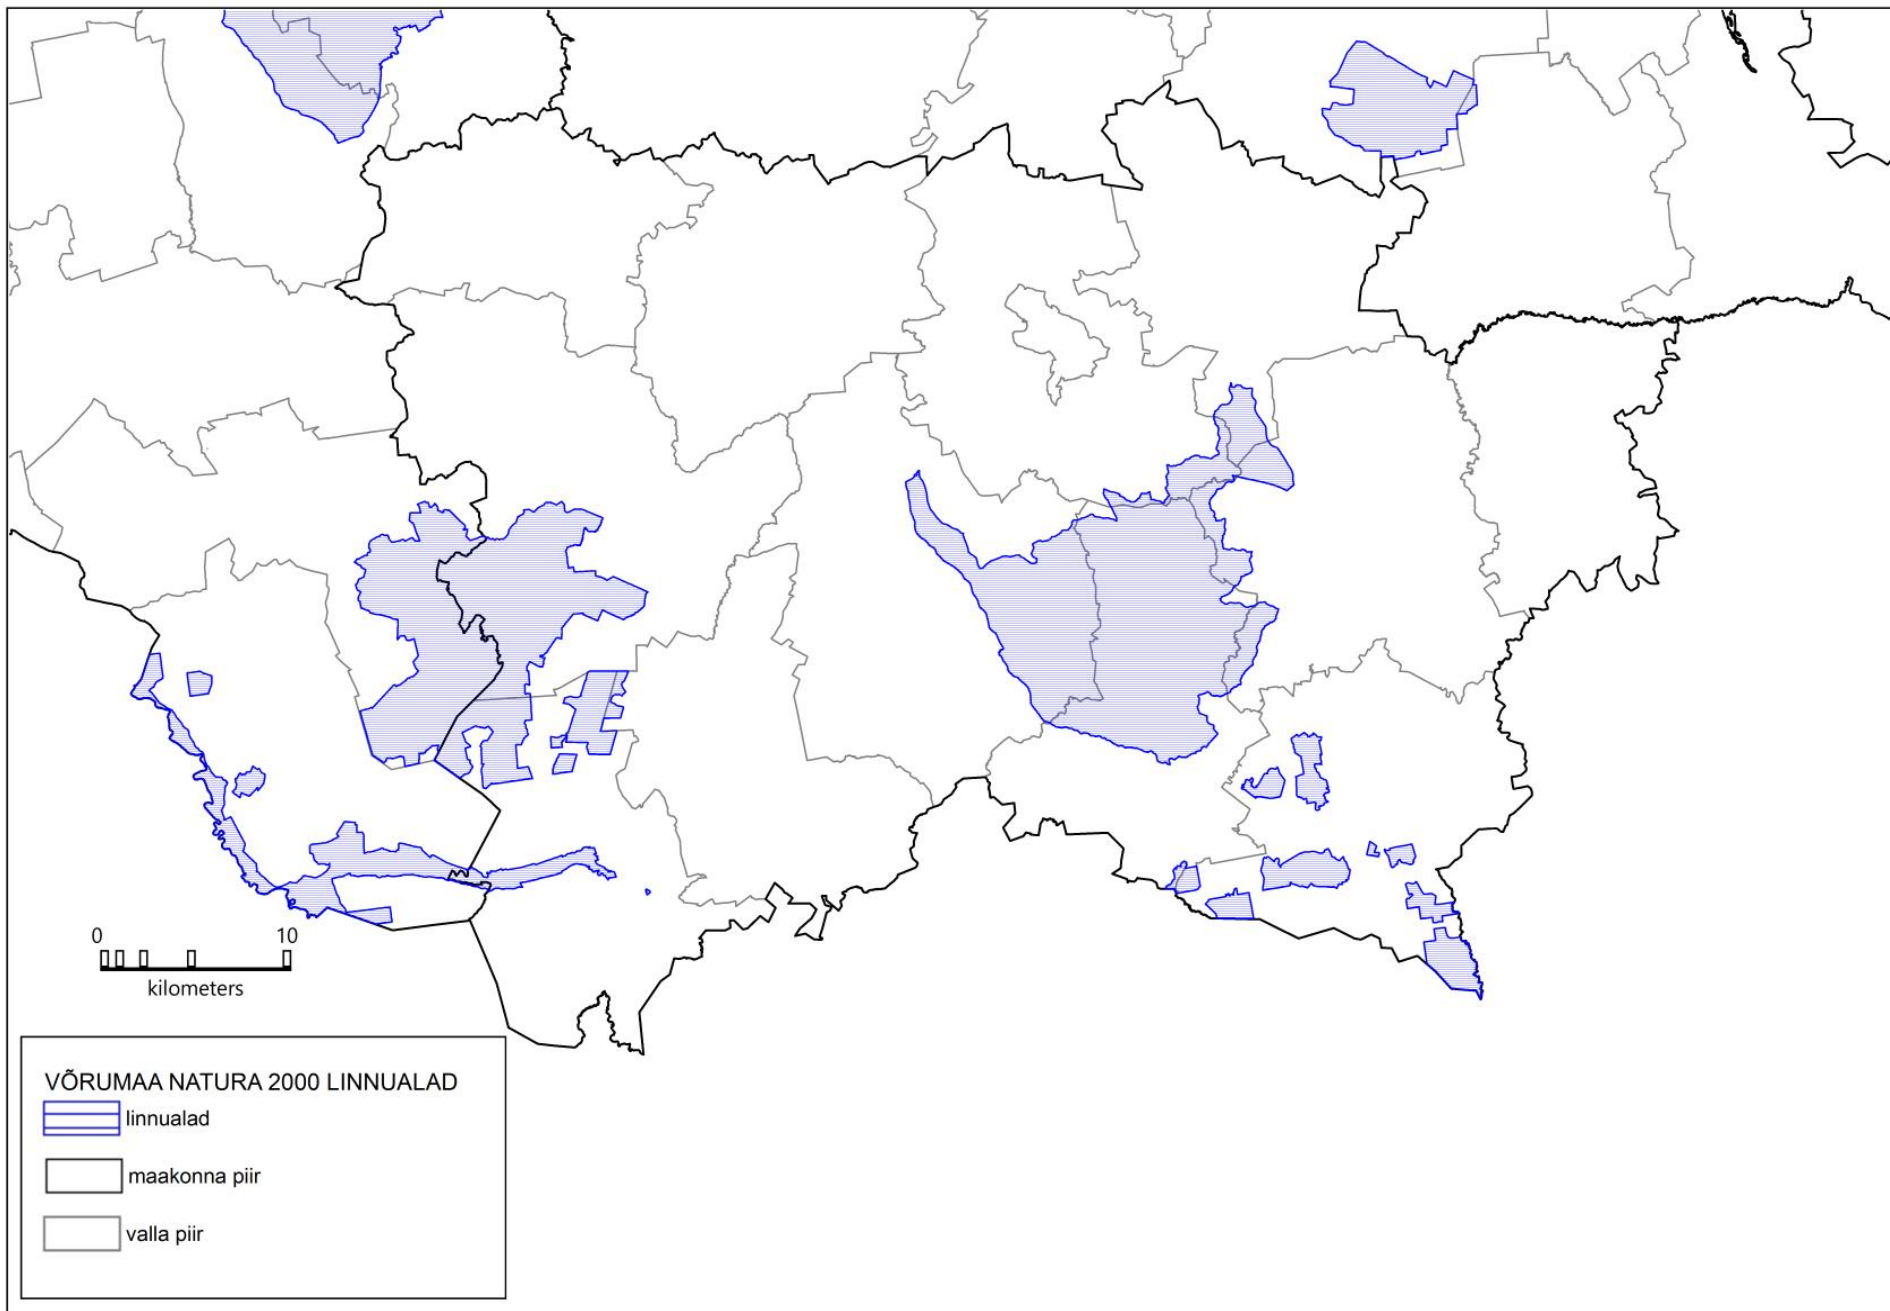 0 10
kilometers
VÕRUMAA NATURA 2000 LINNUALAD
linnualad
maakonna piir
valla piir